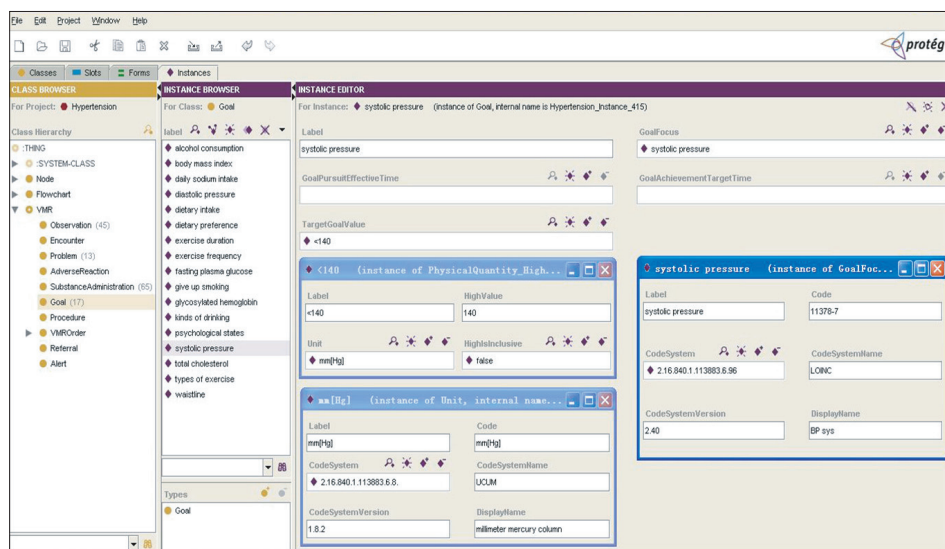 File Edit Project Window Help
protég
Classes Slots Forms Instances
CLASS BROWSER
For Project: Hypertension
Class Hierarchy
:THING
:SYSTEM-CLASS
Node
Flowchart
VMR
Observation (45)
Encounter
Problem (13)
AdverseReaction
SubstanceAdministration (65)
Goal (17)
Procedure
VMROrder
Referral
Alert
INSTANCE BROWSER
For Class: Goal
label
alcohol consumption
body mass index
daily sodium intake
diastolic pressure
dietary intake
dietary preference
exercise duration
exercise frequency
fasting plasma glucose
give up smoking
glycosylated hemoglobin
kinds of drinking
psychological states
systolic pressure
total cholesterol
types of exercise
waistline
Types
Goal
INSTANCE EDITOR
For Instance: systolic pressure (instance of Goal, internal name is Hypertension_Instance_415)
Label
systolic pressure
GoalFocus
systolic pressure
GoalPursuitEffectiveTime
GoalAchievementTargetTime
TargetGoalValue
<140
<140 (instance of PhysicalQuantity_High...
Label HighValue
<140 140
Unit HighIsInclusive
mm[Hg] false
mm[Hg] (instance of Unit, internal name...
Label Code
mm[Hg] mm[Hg]
CodeSystem CodeSystemName
2.16.840.1.113883.6.8. UCUM
CodeSystemVersion DisplayName
1.8.2 millimeter mercury column
systolic pressure (instance of GoalFoc...
Label Code
systolic pressure 11378-7
CodeSystem CodeSystemName
2.16.840.1.113883.6.96 LOINC
CodeSystemVersion DisplayName
2.40 BP sys